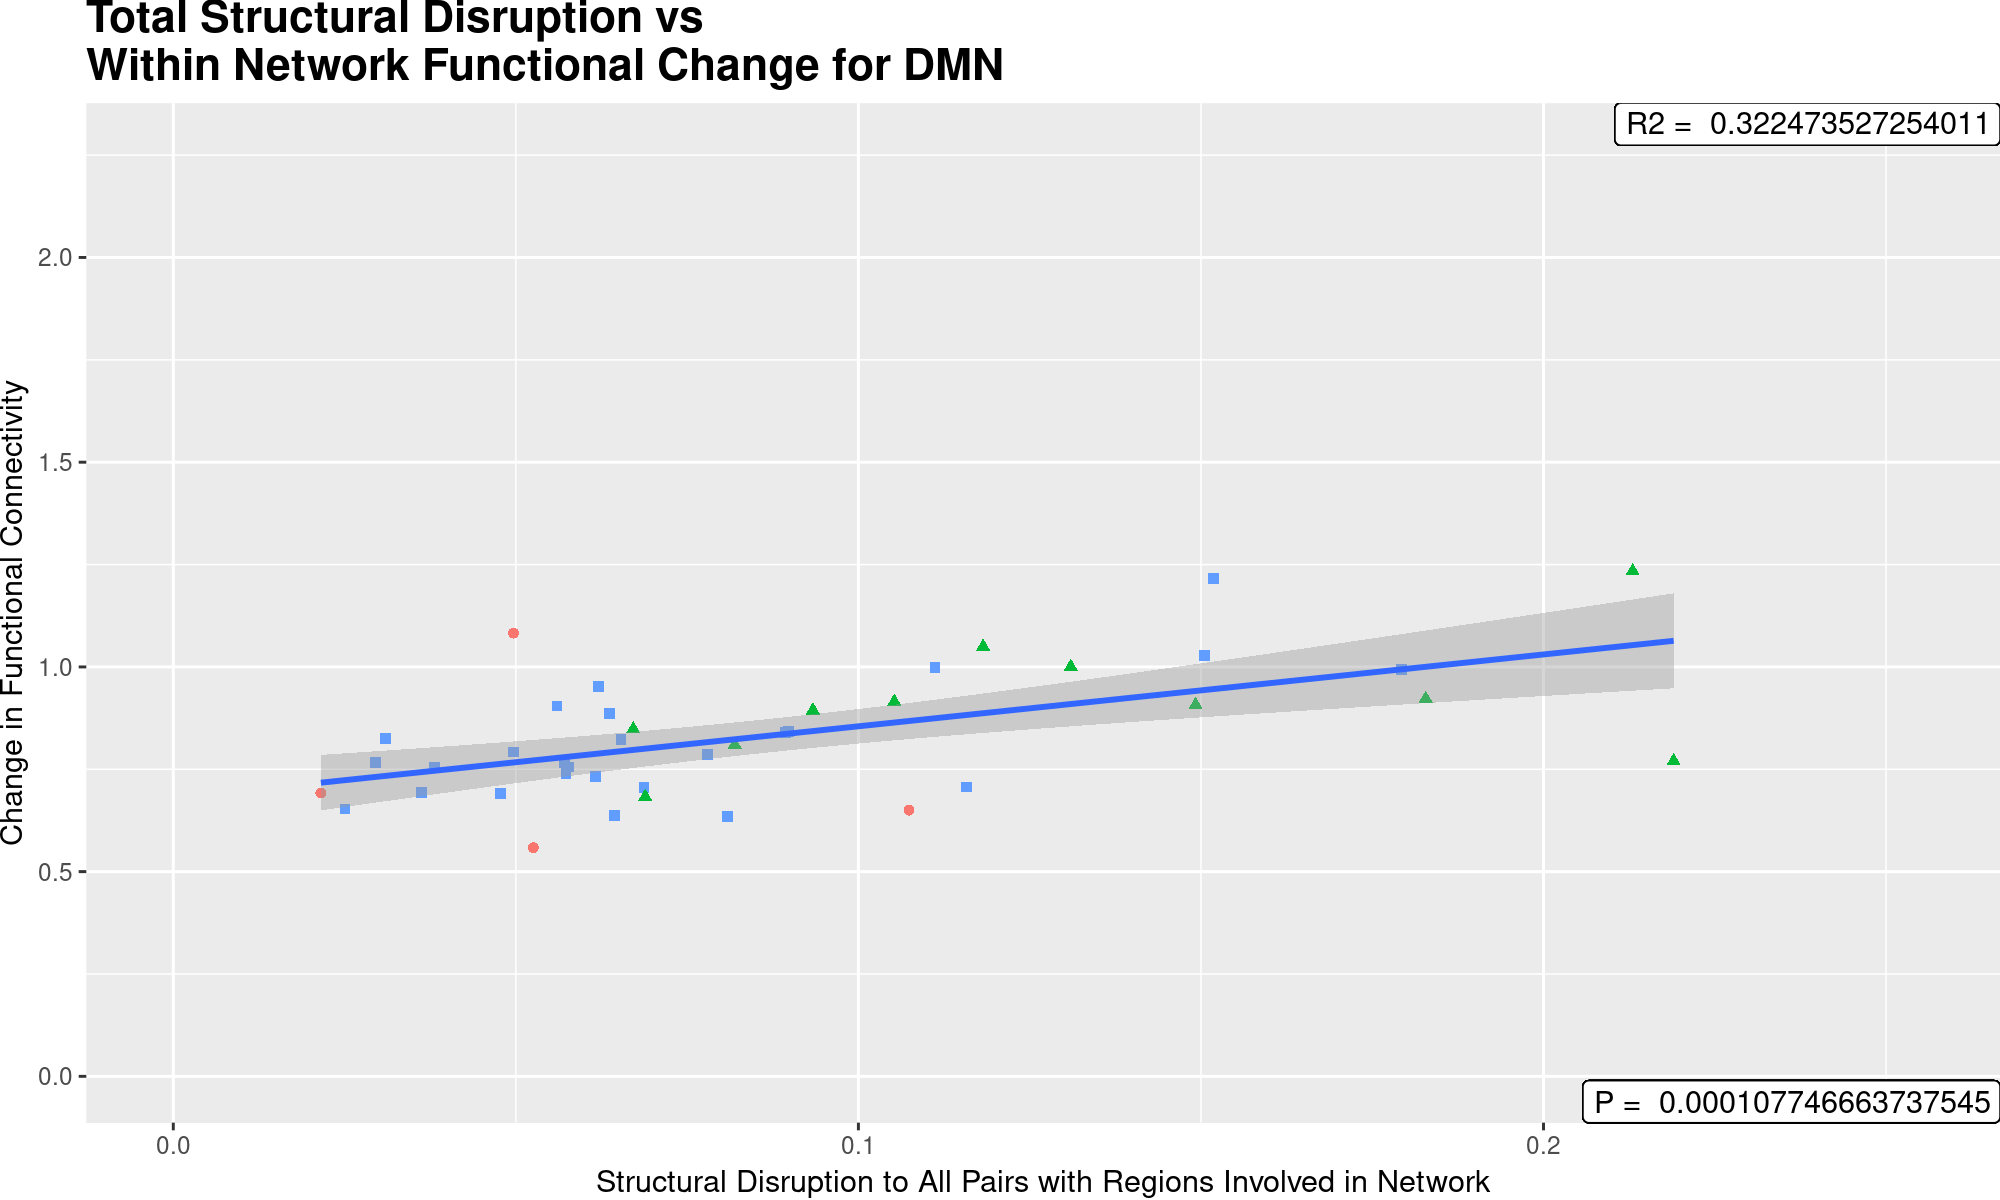 Total Structural Disruption vs
Within Network Functional Change for DMN
R2 =  0.322473527254011
2.0
1.5
1.0
0.5
0.0
Change in Functional Connectivity
P =  0.000107746663737545
0.0
0.1
0.2
Structural Disruption to All Pairs with Regions Involved in Network